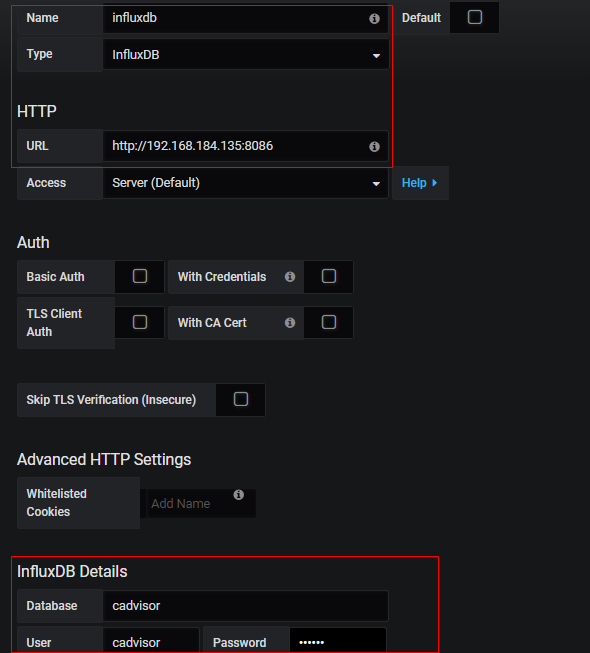 Name influxdb Default
Type InfluxDB
HTTP
URL http://192.168.184.135:8086
Access Server (Default) Help
Auth
Basic Auth With Credentials
TLS Client
Auth
With CA Cert
Skip TLS Verification (Insecure)
Advanced HTTP Settings
Whitelisted
Cookies
Add Name
InfluxDB Details
Database cadvisor
User cadvisor Password ••••••